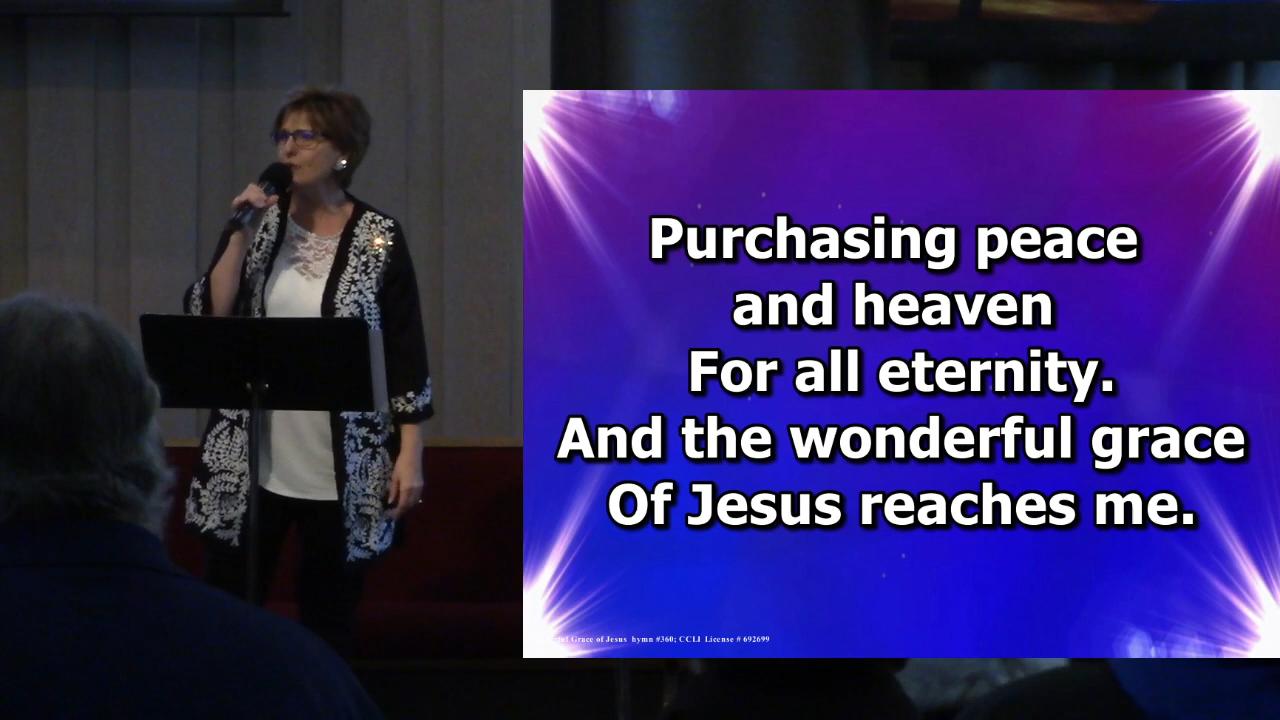 Purchasing peace
and heaven
For all eternity.
And the wonderful grace
Of Jesus reaches me.
Grace of Jesus hymn #360; CCLI License # 692699